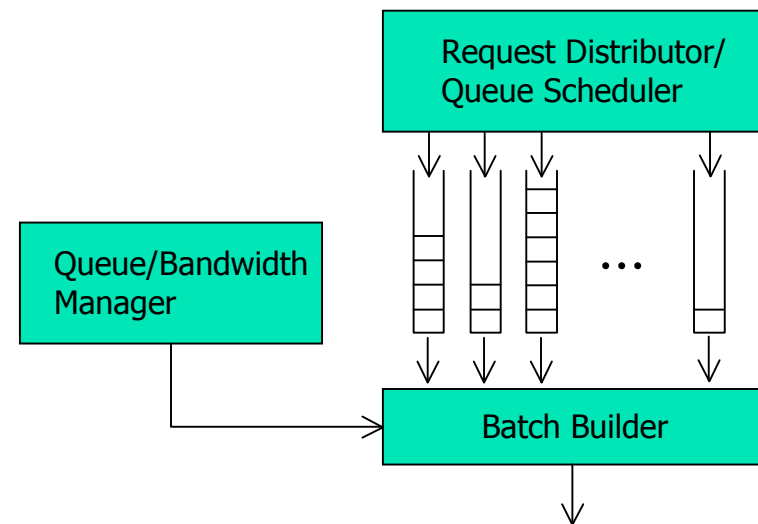 Request Distributor/
Queue Scheduler
Queue/Bandwidth
Manager
...
Batch Builder